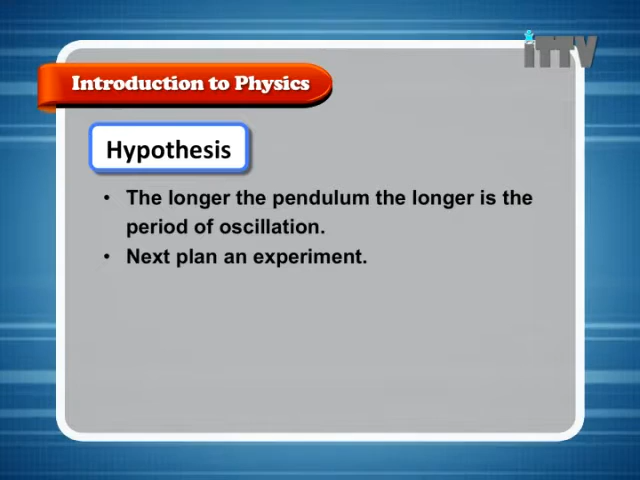 iTTV
Introduction to Physics
Hypothesis
• The longer the pendulum the longer is the
period of oscillation.
• Next plan an experiment.